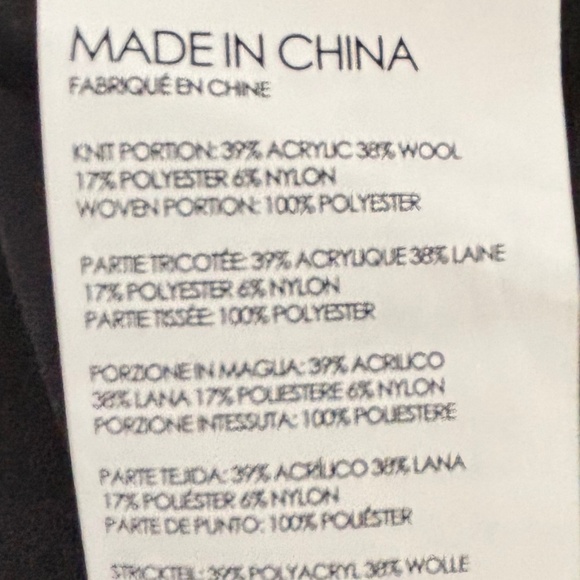 MADE IN CHINA
FABRIQUÉ EN CHINE
KNIT PORTION: 39% ACRYLIC 38% WOOL
17% POLYESTER 6% NYLON
WOVEN PORTION: 100% POLYESTER
PARTIE TRICOTÉE: 39% ACRYLIQUE 38% LAINE
17% POLYESTER 6% NYLON
PARTIE TISSÉE: 100% POLYESTER
PORZIONE IN MAGLIA: 39% ACRILICO
38% LANA 17% POLIESTERE 6% NYLON
PORZIONE INTESSUTA: 100% POLIESTERE
PARTE TEJIDA: 39% ACRÍLICO 38% LANA
17% POLIÉSTER 6% NYLON
PARTE DE PUNTO: 100% POLIÉSTER
STRICKTEIL: 39% POLYACRYL 38% WOLLE